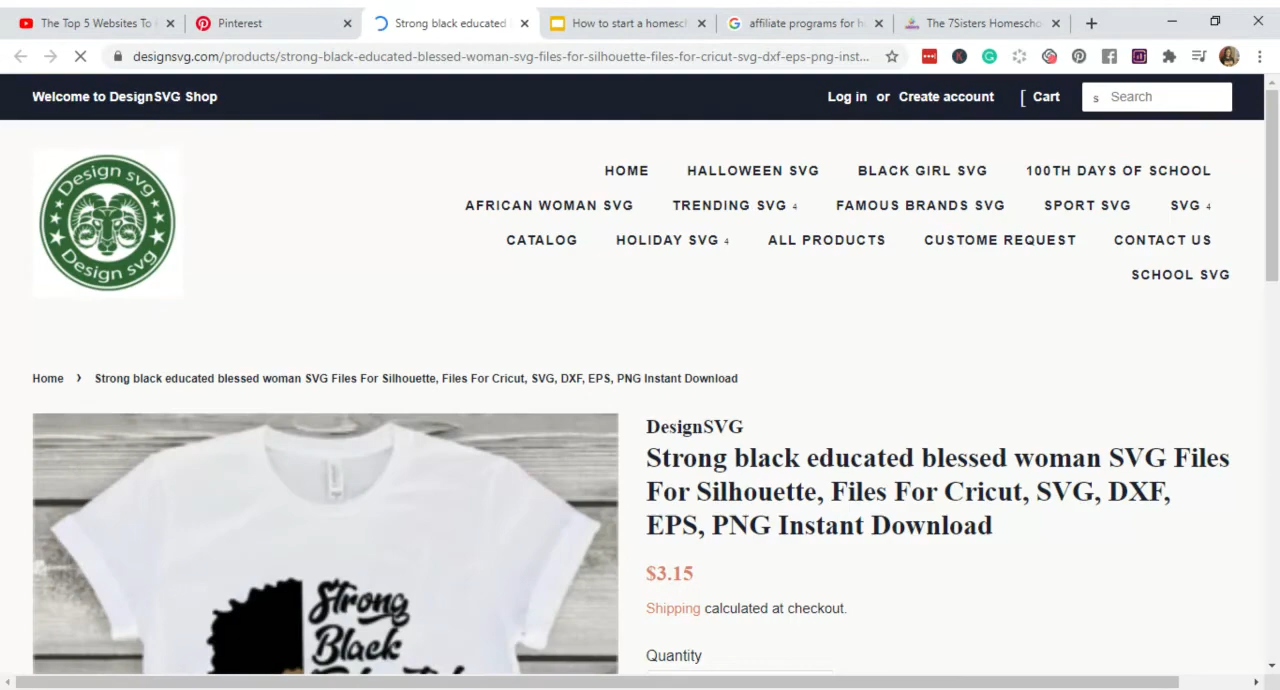 The Top 5 Websites To
Pinterest
Strong black educated
How to start a homesch
affiliate programs for h
The 7Sisters Homescho
designsvg.com/products/strong-black-educated-blessed-woman-svg-files-for-silhouette-files-for-cricut-svg-dxf-eps-png-inst...
Welcome to DesignSVG Shop
Log in or Create account
[ Cart
s Search
Design svg
Design svg
HOME HALLOWEEN SVG BLACK GIRL SVG 100TH DAYS OF SCHOOL
AFRICAN WOMAN SVG TRENDING SVG 4 FAMOUS BRANDS SVG SPORT SVG SVG 4
CATALOG HOLIDAY SVG 4 ALL PRODUCTS CUSTOME REQUEST CONTACT US
SCHOOL SVG
Home › Strong black educated blessed woman SVG Files For Silhouette, Files For Cricut, SVG, DXF, EPS, PNG Instant Download
DesignSVG
Strong black educated blessed woman SVG Files
For Silhouette, Files For Cricut, SVG, DXF,
EPS, PNG Instant Download
$3.15
Shipping calculated at checkout.
Quantity
Strong
Black